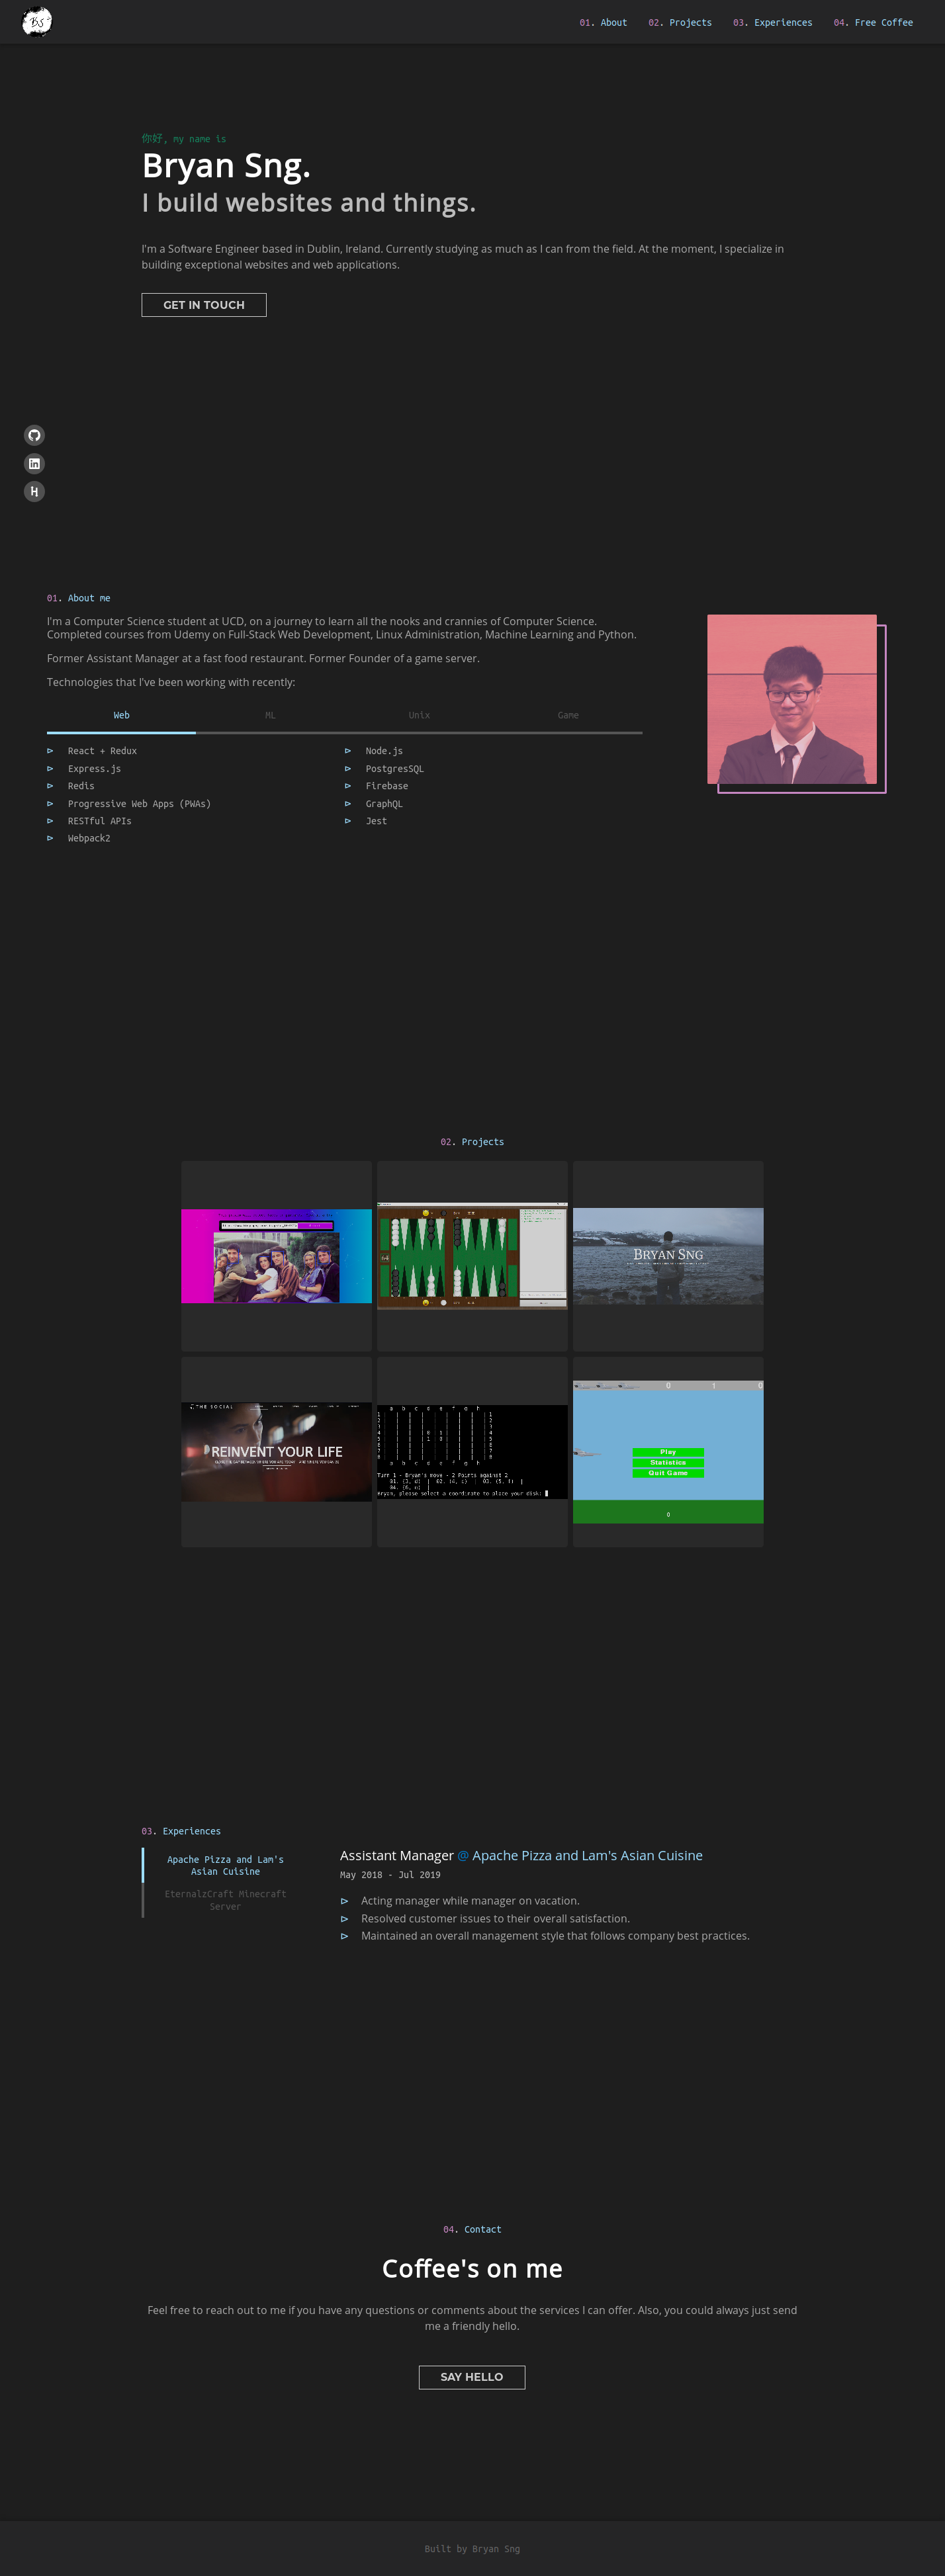 BS
01. About
02. Projects
03. Experiences
04. Free Coffee
你好, my name is
Bryan Sng.
I build websites and things.
I'm a Software Engineer based in Dublin, Ireland. Currently studying as much as I can from the field. At the moment, I specialize in
building exceptional websites and web applications.
GET IN TOUCH
01. About me
I'm a Computer Science student at UCD, on a journey to learn all the nooks and crannies of Computer Science.
Completed courses from Udemy on Full-Stack Web Development, Linux Administration, Machine Learning and Python.
Former Assistant Manager at a fast food restaurant. Former Founder of a game server.
Technologies that I've been working with recently:
Web
ML
Unix
Game
React + Redux
Express.js
Redis
Progressive Web Apps (PWAs)
RESTful APIs
Webpack2
Node.js
PostgresSQL
Firebase
GraphQL
Jest
02. Projects
BRYAN SNG
THE SOCIAL
REINVENT YOUR LIFE
a b c d e f g h
a b c d e f g h
Turn 1 - Bryan's move - 2 Points against 2
Bryan, please select a coordinate to place your disk:
0 1 0
Play
Statistics
Quit Game
0
03. Experiences
Apache Pizza and Lam's
Asian Cuisine
EternalzCraft Minecraft
Server
Assistant Manager @ Apache Pizza and Lam's Asian Cuisine
May 2018 - Jul 2019
Acting manager while manager on vacation.
Resolved customer issues to their overall satisfaction.
Maintained an overall management style that follows company best practices.
04. Contact
Coffee's on me
Feel free to reach out to me if you have any questions or comments about the services I can offer. Also, you could always just send
me a friendly hello.
SAY HELLO
Built by Bryan Sng